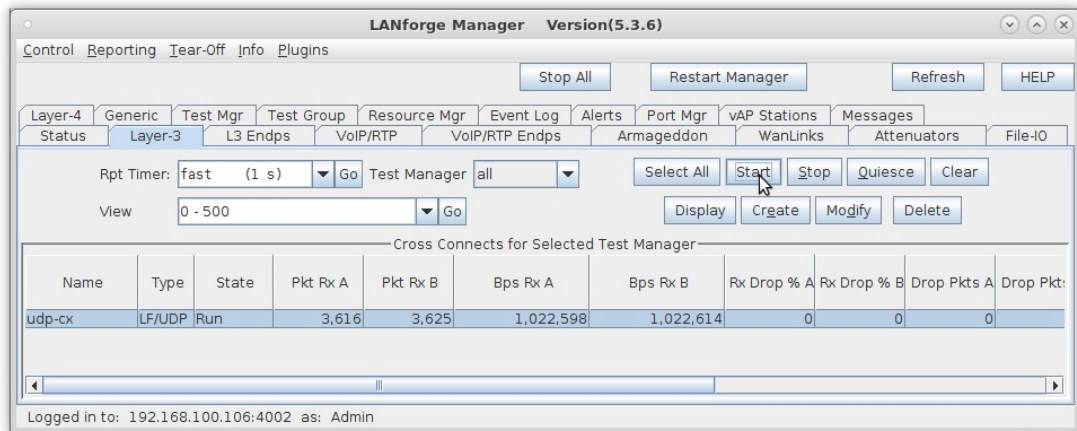 LANforge Manager Version(5.3.6)
Control Reporting Tear-Off Info Plugins
Stop All Restart Manager Refresh HELP
Layer-4 Generic Test Mgr Test Group Resource Mgr Event Log Alerts Port Mgr vAP Stations Messages
Status Layer-3 L3 Endps VoIP/RTP VoIP/RTP Endps Armageddon WanLinks Attenuators File-IO
Rpt Timer: fast (1 s) Go Test Manager all Select All Start Stop Quiesce Clear
View 0 - 500 Go Display Create Modify Delete
Cross Connects for Selected Test Manager
Name Type State Pkt Rx A Pkt Rx B Bps Rx A Bps Rx B Rx Drop % A Rx Drop % B Drop Pkts A Drop Pkts
udp-cx LF/UDP Run 3,616 3,625 1,022,598 1,022,614 0 0 0
Logged in to: 192.168.100.106:4002 as: Admin